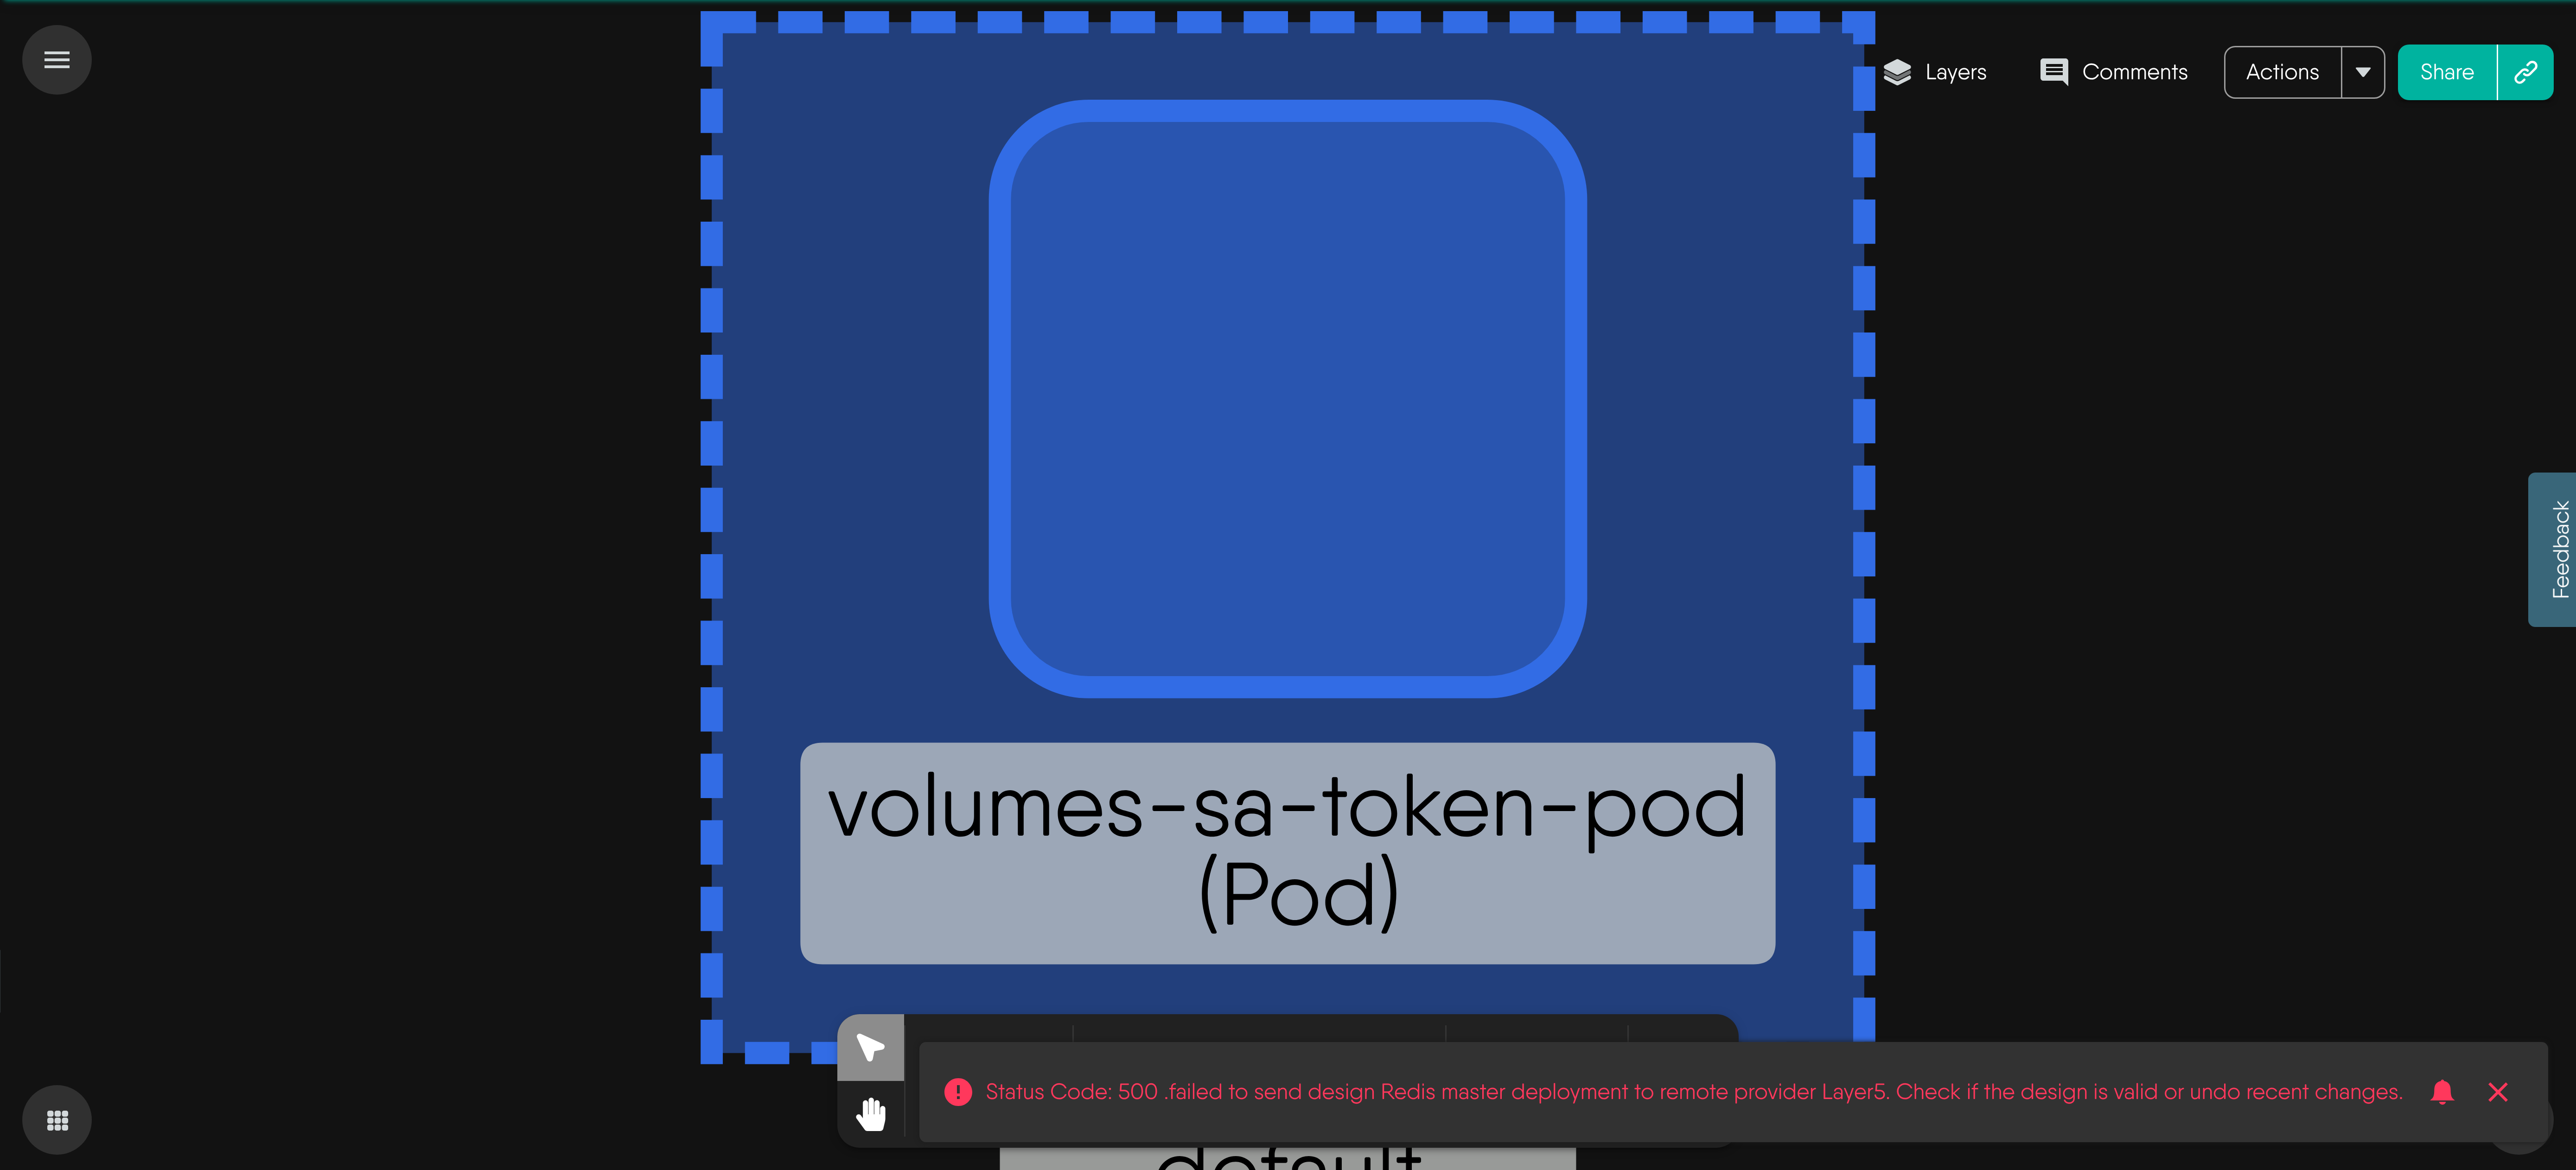 Layers
Comments
Actions
Share
Feedback
volumes-sa-token-pod
(Pod)
Status Code: 500 .failed to send design Redis master deployment to remote provider Layer5. Check if the design is valid or undo recent changes.
default